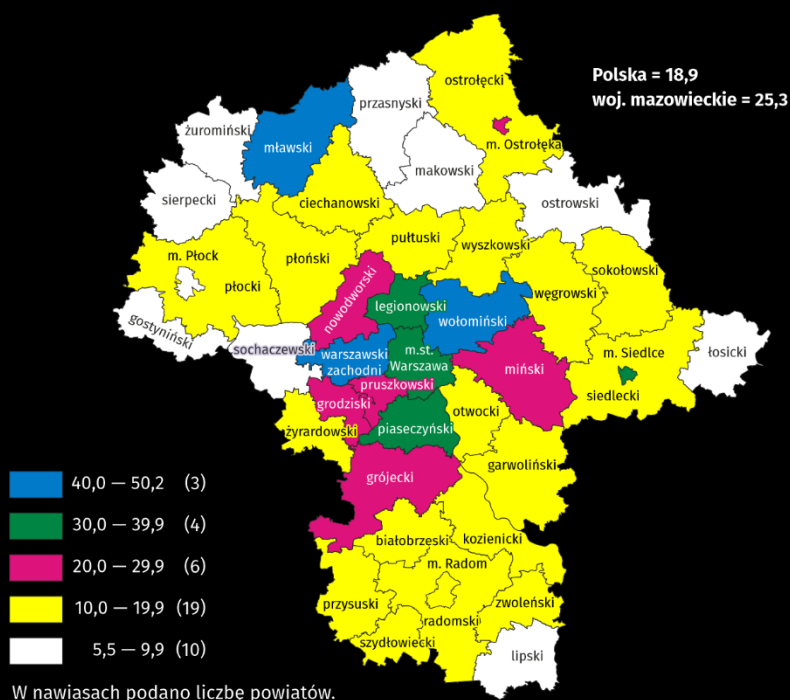 Polska = 18,9
woj. mazowieckie = 25,3
ostrołęcki
przasnyski
żuromiński
m. Ostrołęka
mławski
makowski
sierpecki
ciechanowski
ostrowski
pułtuski
wyszkowski
m. Płock
płoński
sokołowski
płocki
nowodworski
węgrowski
legionowski
gostyniński
wołomiński
sochaczewski
warszawski
zachodni
m.st.
Warszawa
m. Siedlce
łosicki
miński
pruszkowski
siedlecki
grodziski
otwocki
żyrardowski
piaseczyński
garwoliński
grójecki
białobrzeski
kozienicki
m. Radom
przysuski
zwoleński
radomski
szydłowiecki
lipski
40,0 — 50,2 (3)
30,0 — 39,9 (4)
20,0 — 29,9 (6)
10,0 — 19,9 (19)
5,5 — 9,9 (10)
W nawiasach podano liczbę powiatów.